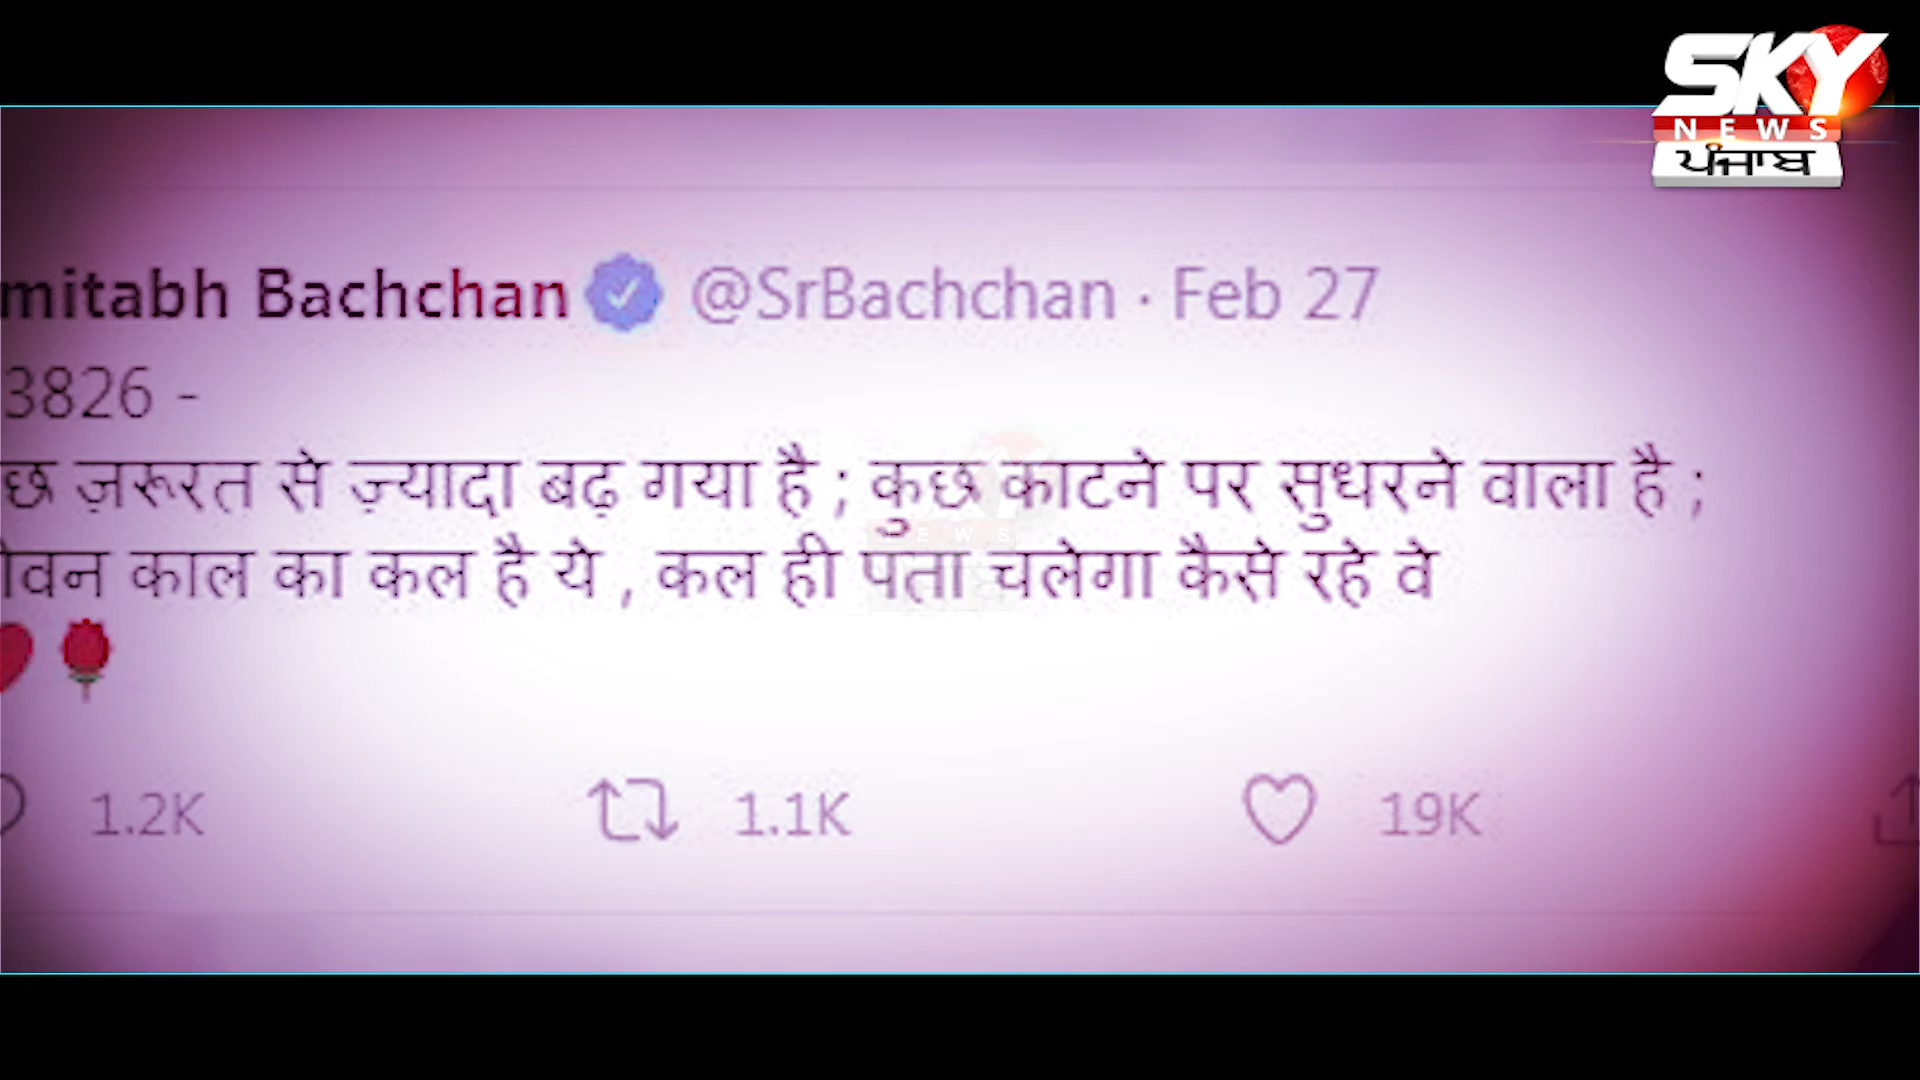 SKY
NEWS
ਪੰਜਾਬ
mitabh Bachchan @SrBachchan · Feb 27
3826 -
छ ज़रूरत से ज़्यादा बढ़ गया है ; कुछ काटने पर सुधरने वाला है ;
ीवन काल का कल है ये , कल ही पता चलेगा कैसे रहे वे
1.2K 1.1K 19K